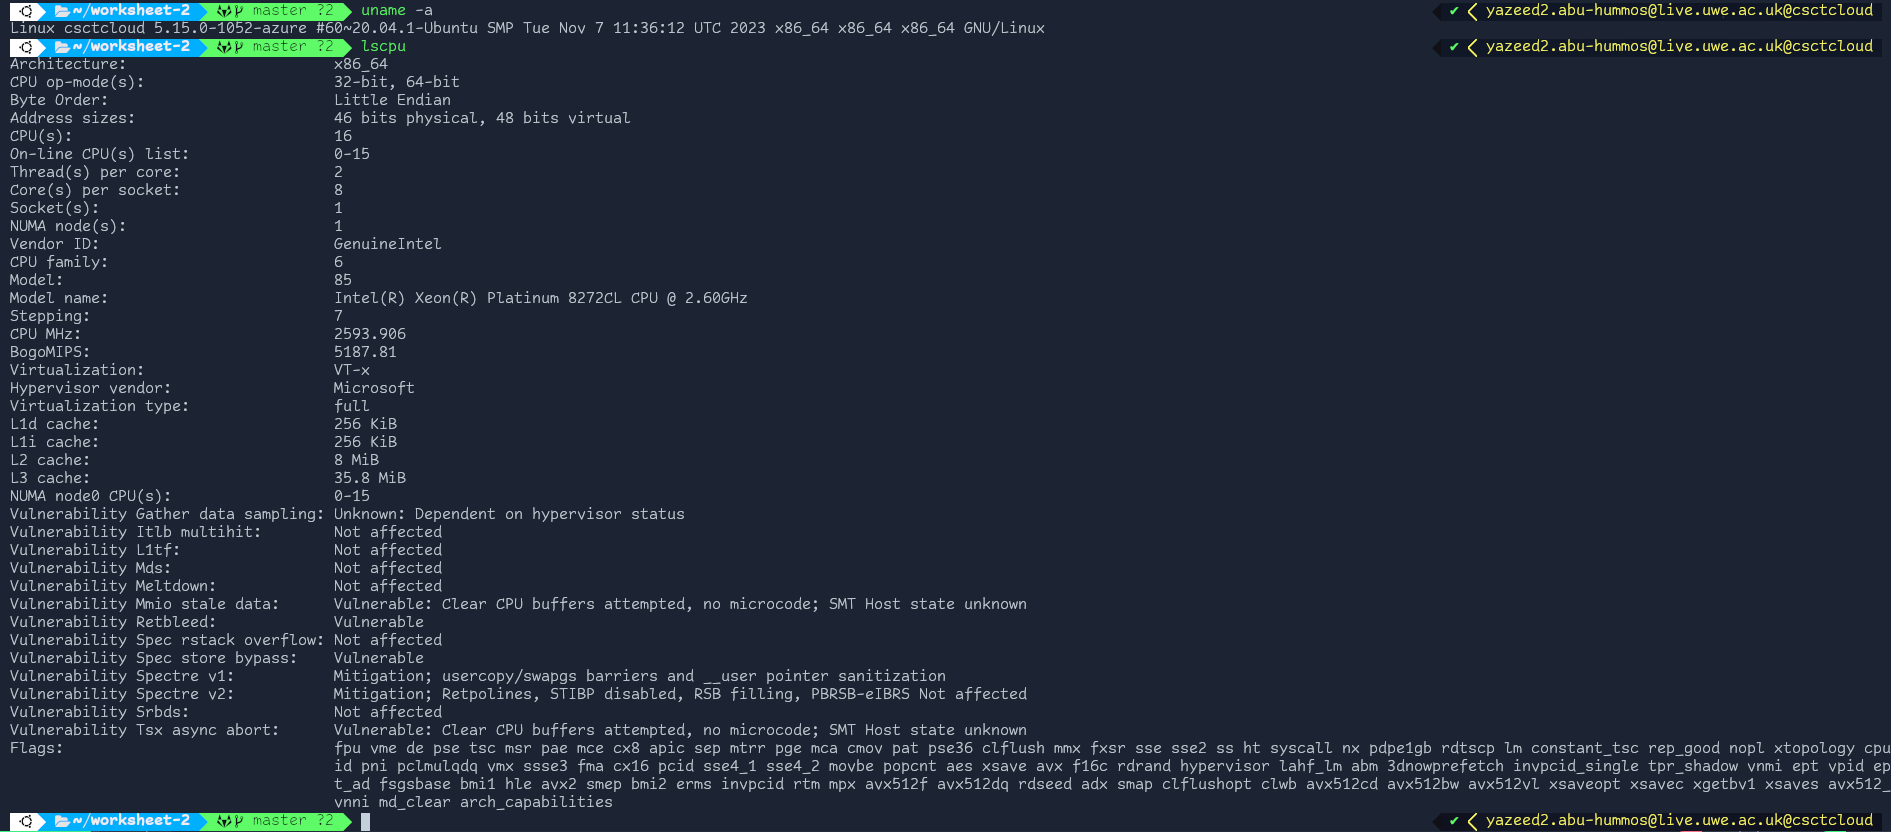 ~/worksheet-2 master ?2 uname -a ✔ yazeed2.abu-hummos@live.uwe.ac.uk@csctcloud
Linux csctcloud 5.15.0-1052-azure #60~20.04.1-Ubuntu SMP Tue Nov 7 11:36:12 UTC 2023 x86_64 x86_64 x86_64 GNU/Linux
~/worksheet-2 master ?2 lscpu ✔ yazeed2.abu-hummos@live.uwe.ac.uk@csctcloud
Architecture: x86_64
CPU op-mode(s): 32-bit, 64-bit
Byte Order: Little Endian
Address sizes: 46 bits physical, 48 bits virtual
CPU(s): 16
On-line CPU(s) list: 0-15
Thread(s) per core: 2
Core(s) per socket: 8
Socket(s): 1
NUMA node(s): 1
Vendor ID: GenuineIntel
CPU family: 6
Model: 85
Model name: Intel(R) Xeon(R) Platinum 8272CL CPU @ 2.60GHz
Stepping: 7
CPU MHz: 2593.906
BogoMIPS: 5187.81
Virtualization: VT-x
Hypervisor vendor: Microsoft
Virtualization type: full
L1d cache: 256 KiB
L1i cache: 256 KiB
L2 cache: 8 MiB
L3 cache: 35.8 MiB
NUMA node0 CPU(s): 0-15
Vulnerability Gather data sampling: Unknown: Dependent on hypervisor status
Vulnerability Itlb multihit: Not affected
Vulnerability L1tf: Not affected
Vulnerability Mds: Not affected
Vulnerability Meltdown: Not affected
Vulnerability Mmio stale data: Vulnerable: Clear CPU buffers attempted, no microcode; SMT Host state unknown
Vulnerability Retbleed: Vulnerable
Vulnerability Spec rstack overflow: Not affected
Vulnerability Spec store bypass: Vulnerable
Vulnerability Spectre v1: Mitigation; usercopy/swapgs barriers and __user pointer sanitization
Vulnerability Spectre v2: Mitigation; Retpolines, STIBP disabled, RSB filling, PBRSB-eIBRS Not affected
Vulnerability Srbds: Not affected
Vulnerability Tsx async abort: Vulnerable: Clear CPU buffers attempted, no microcode; SMT Host state unknown
Flags: fpu vme de pse tsc msr pae mce cx8 apic sep mtrr pge mca cmov pat pse36 clflush mmx fxsr sse sse2 ss ht syscall nx pdpe1gb rdtscp lm constant_tsc rep_good nopl xtopology cpu
id pni pclmulqdq vmx ssse3 fma cx16 pcid sse4_1 sse4_2 movbe popcnt aes xsave avx f16c rdrand hypervisor lahf_lm abm 3dnowprefetch invpcid_single tpr_shadow vnmi ept vpid ep
t_ad fsgsbase bmi1 hle avx2 smep bmi2 erms invpcid rtm mpx avx512f avx512dq rdseed adx smap clflushopt clwb avx512cd avx512bw avx512vl xsaveopt xsavec xgetbv1 xsaves avx512_
vnni md_clear arch_capabilities
~/worksheet-2 master ?2 ✔ yazeed2.abu-hummos@live.uwe.ac.uk@csctcloud